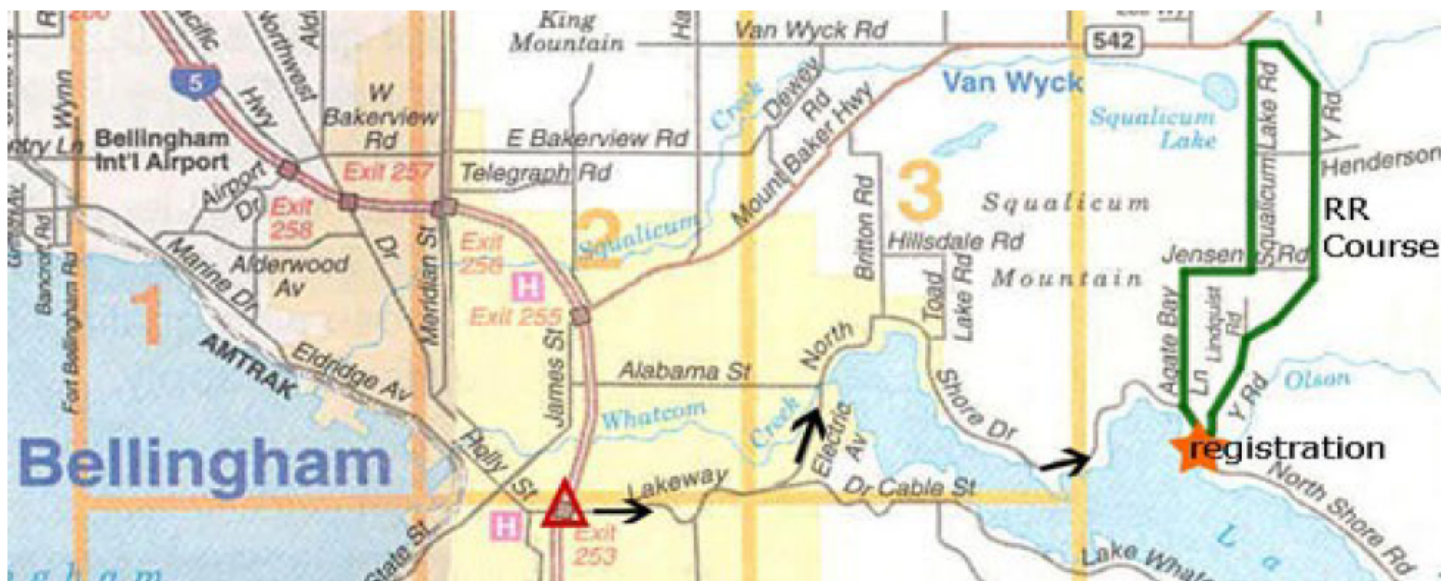 King
Mountain
Van Wyck Rd
542
Pacific
Hwy
Northwest
Dr
Wynn
5
W
Bakerview
Rd
Bellingham
Int'l Airport
Airport
Dr
Exit 257
Exit
258
E Bakerview Rd
Telegraph Rd
Creek
Dewey
Rd
Mount Baker Hwy
Van Wyck
Squalicum
Lake
Squalicum Lake Rd
Y Rd
Henderson
RR
Course
3
Squalicum
Mountain
Britton Rd
Hillsdale Rd
Toad
Lake Rd
Jensen Rd
Agate Bay
Ln
Lindquist
Rd
Y Rd
Olson
2
Squalicum
Exit
256
H
Exit 255
Meridian St
James St
Marine Dr
Alderwood
Av
Bancroft Rd
Fort Bellingham Rd
1
AMTRAK
Eldridge Av
Alabama St
Whatcom
Creek
North
Shore Dr
Electric
Av
Bellingham
Holly
St
Lakeway
Dr Cable St
registration
North Shore Rd
H
Exit
253
State St
Lake What
L a
g h a m